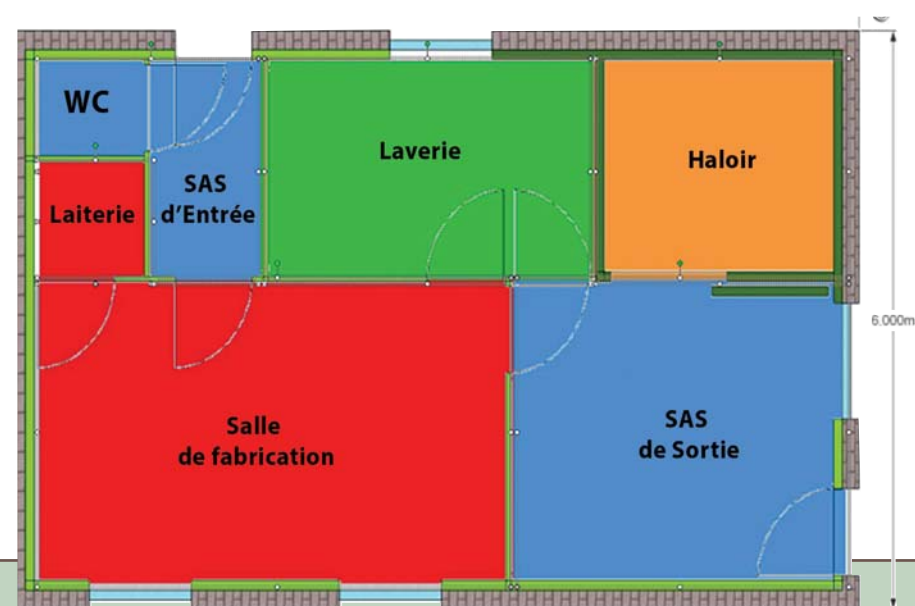 WC
Laverie
Haloir
SAS
d'Entrée
Laiterie
6,000m
Salle
de fabrication
SAS
de Sortie